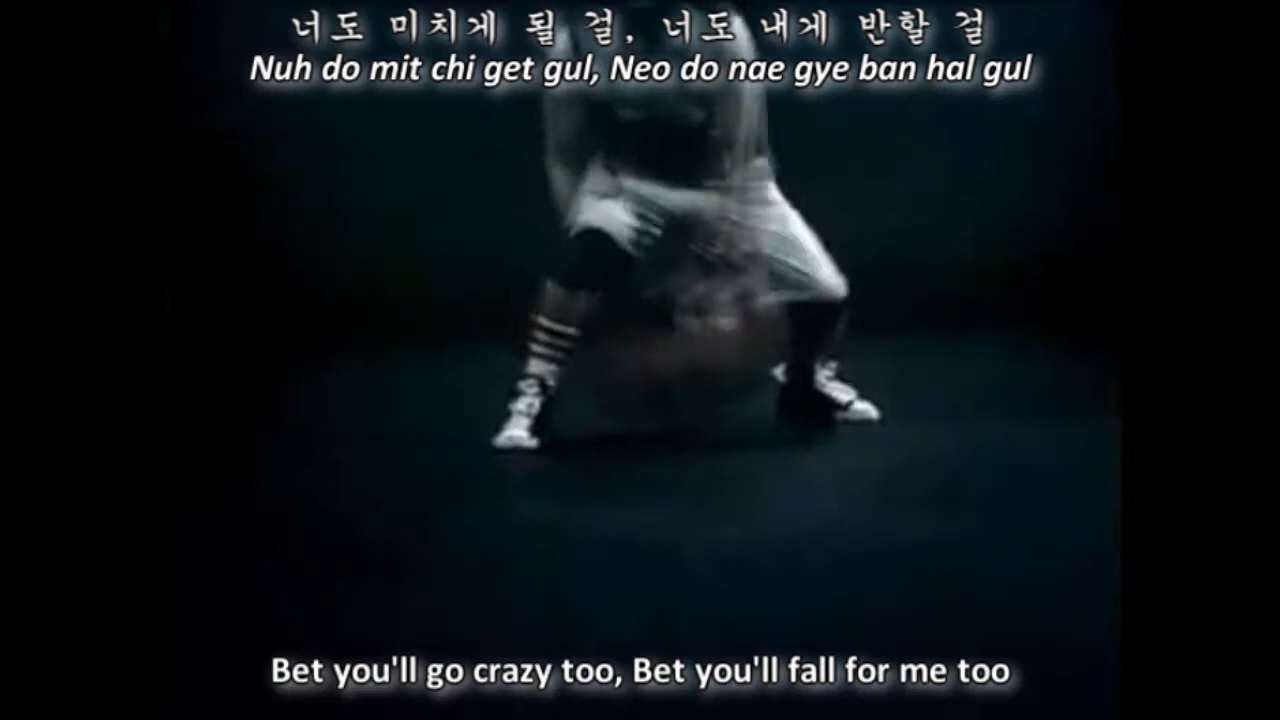 너도 미치게 될 걸, 너도 내게 반할 걸
Nuh do mit chi get gul, Neo do nae gye ban hal gul
Bet you'll go crazy too, Bet you'll fall for me too